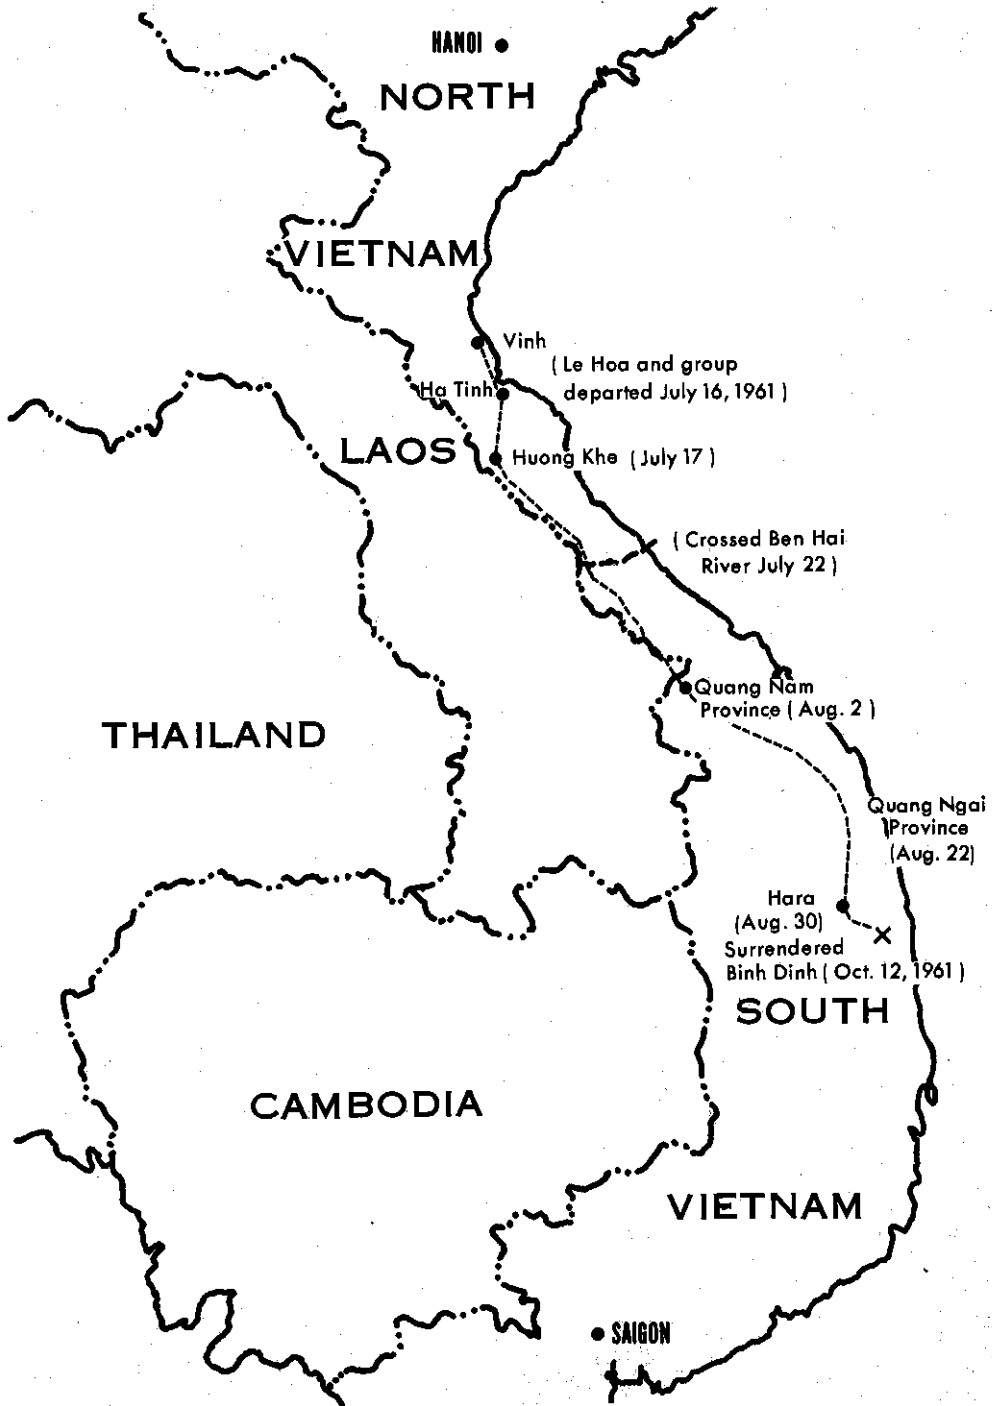 HANOI
NORTH
VIETNAM
Vinh
( Le Hoa and group
departed July 16, 1961 )
Ha Tinh
LAOS
Huong Khe ( July 17 )
( Crossed Ben Hai
River July 22 )
Quang Nam
Province ( Aug. 2 )
THAILAND
Quang Ngai
Province
(Aug. 22)
Hara
(Aug. 30)
Surrendered
Binh Dinh ( Oct. 12, 1961 )
SOUTH
CAMBODIA
VIETNAM
SAIGON